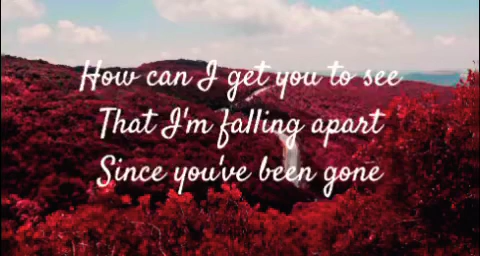 How can I get you to see
That I'm falling apart
Since you've been gone